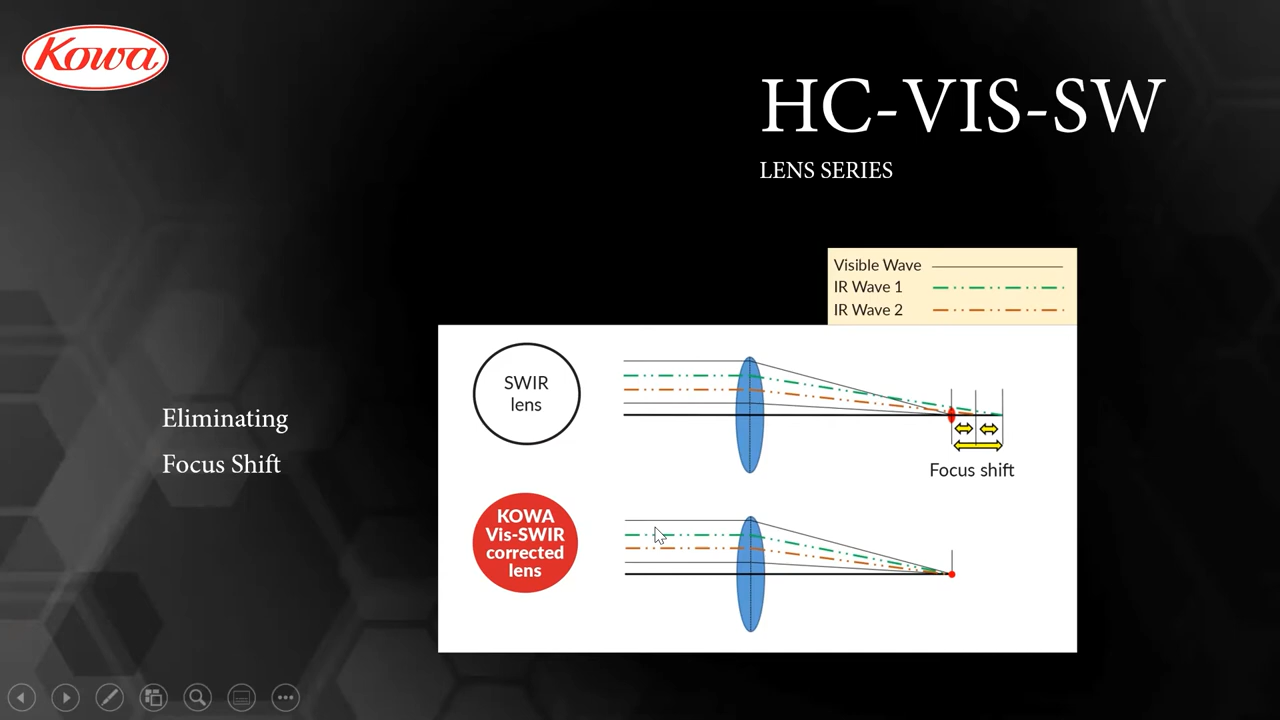 Kowa
HC-VIS-SW
LENS SERIES
Visible Wave
IR Wave 1
IR Wave 2
SWIR
lens
Focus shift
Eliminating
Focus Shift
KOWA
Vis-SWIR
corrected
lens